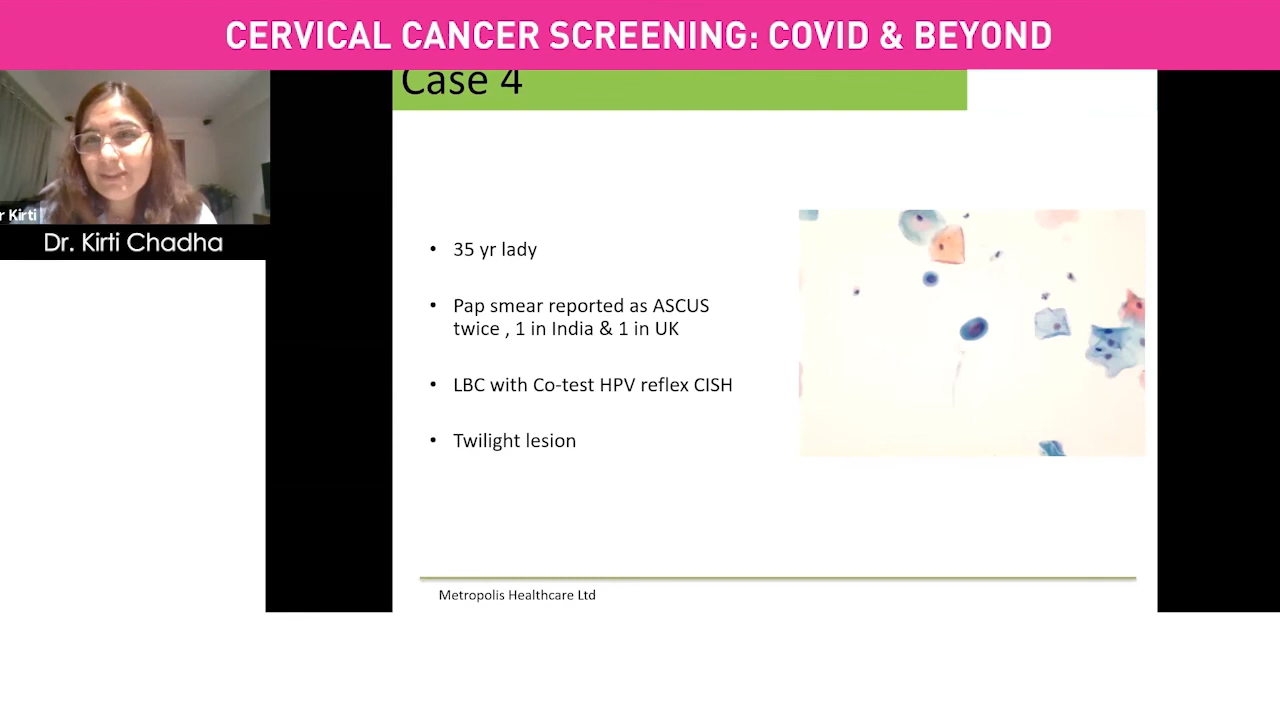 CERVICAL CANCER SCREENING: COVID & BEYOND
Case 4
r Kirti
Dr. Kirti Chadha
• 35 yr lady
• Pap smear reported as ASCUS
twice , 1 in India & 1 in UK
• LBC with Co-test HPV reflex CISH
• Twilight lesion
Metropolis Healthcare Ltd